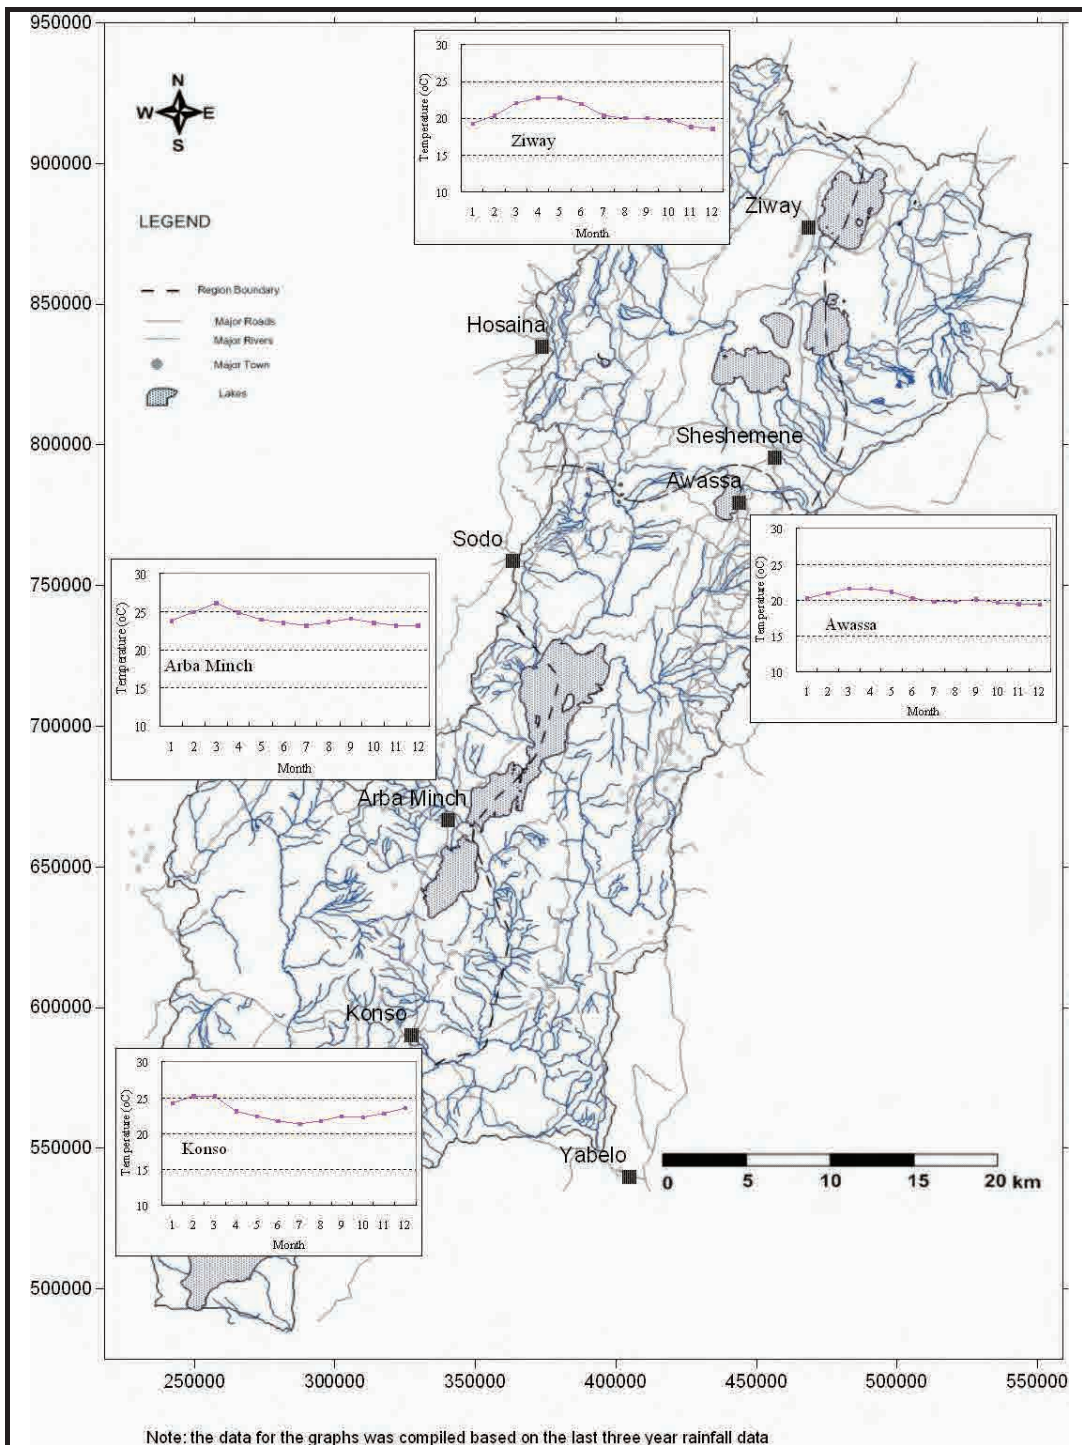 950000
900000
850000
800000
750000
700000
650000
600000
550000
500000
N
W E
S
LEGEND
Region Boundary
Major Roads
Major Rivers
Major Town
Lakes
30
25
20
15
10
Temperature (oC)
Ziway
1 2 3 4 5 6 7 8 9 10 11 12
Month
Ziway
Hosaina
Sheshemene
Awassa
Sodo
30
25
20
15
10
Temperature (oC)
Awassa
1 2 3 4 5 6 7 8 9 10 11 12
Month
30
25
20
15
10
Temperature (oC)
Arba Minch
1 2 3 4 5 6 7 8 9 10 11 12
Month
Arba Minch
Konso
30
25
20
15
10
Temperature (oC)
Konso
1 2 3 4 5 6 7 8 9 10 11 12
Month
Yabelo
0 5 10 15 20 km
250000 300000 350000 400000 450000 500000 550000
Note: the data for the graphs was compiled based on the last three year rainfall data